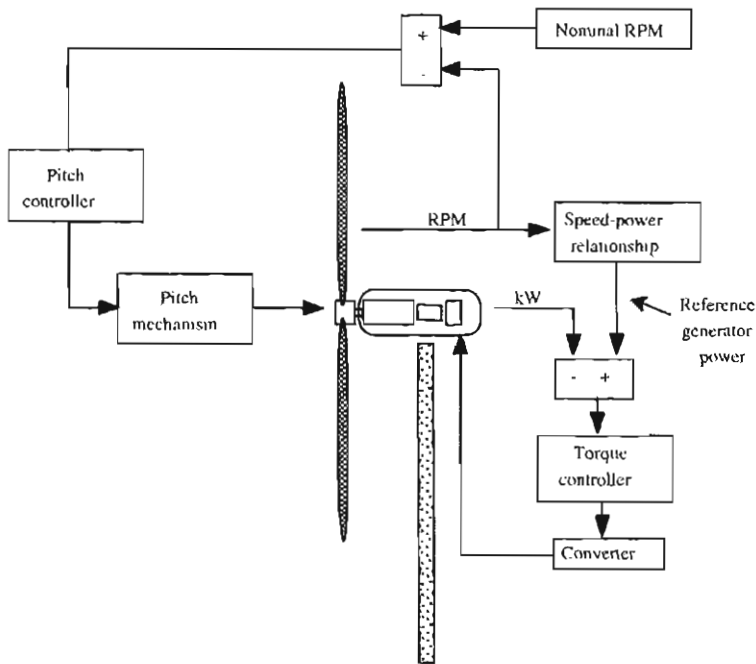 +
Nominal RPM
-
Pitch
controller
RPM
Speed-power
relationship
Pitch
mechanism
kW
Reference
generator
power
- +
Torque
controller
Converter